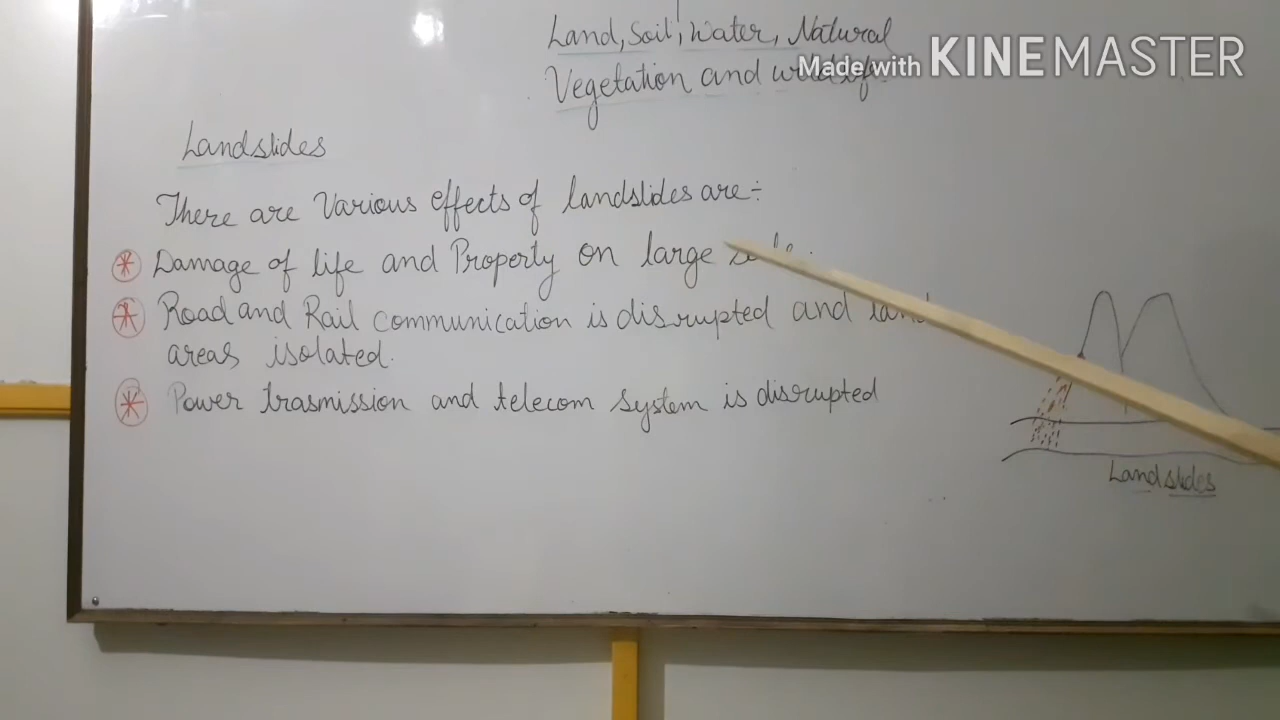 Land, Soil, Water, Natural
Vegetation and
Made with KINEMASTER
Landslides
There are Various effects of landslides are÷
Damage of life and Property on large
Road and Rail communication is disrupted and land
areas isolated.
Power trasmission and telecom system is disrupted
Landslides